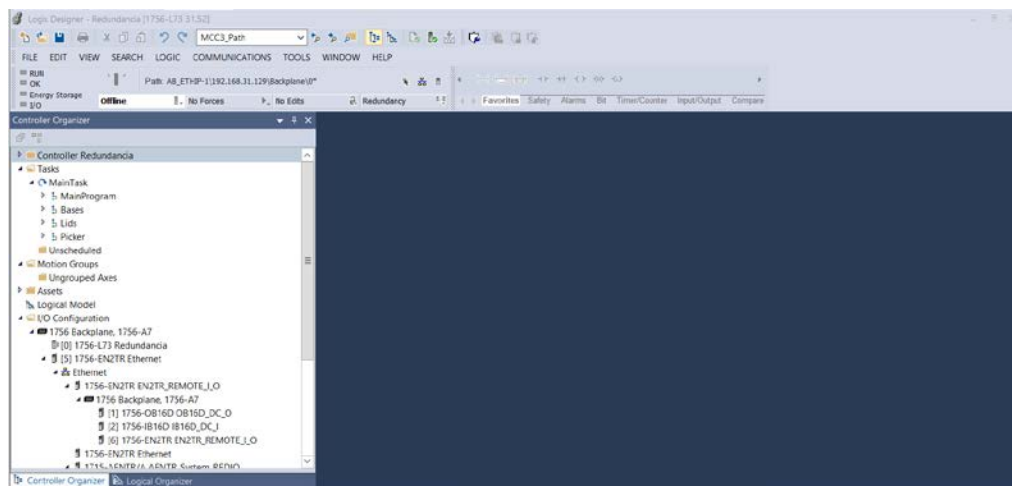 Logix Designer - Redundancia [1756-L73 31.52]
MCC3_Path
FILE EDIT VIEW SEARCH LOGIC COMMUNICATIONS TOOLS WINDOW HELP
RUN
OK
Energy Storage
I/O
Path: AB_ETHIP-1\192.168.31.129\Backplane\0*
Offline No Forces No Edits Redundancy
Favorites Safety Alarms Bit Timer/Counter Input/Output Compare
Controller Organizer
Controller Redundancia
Tasks
MainTask
MainProgram
Bases
Lids
Picker
Unscheduled
Motion Groups
Ungrouped Axes
Assets
Logical Model
I/O Configuration
1756 Backplane, 1756-A7
[0] 1756-L73 Redundancia
[5] 1756-EN2TR Ethernet
Ethernet
1756-EN2TR EN2TR_REMOTE_I_O
1756 Backplane, 1756-A7
[1] 1756-OB16D OB16D_DC_O
[2] 1756-IB16D IB16D_DC_I
[6] 1756-EN2TR EN2TR_REMOTE_I_O
1756-EN2TR Ethernet
1715-AENTR/A AENTR System REDIO
Controller Organizer Logical Organizer